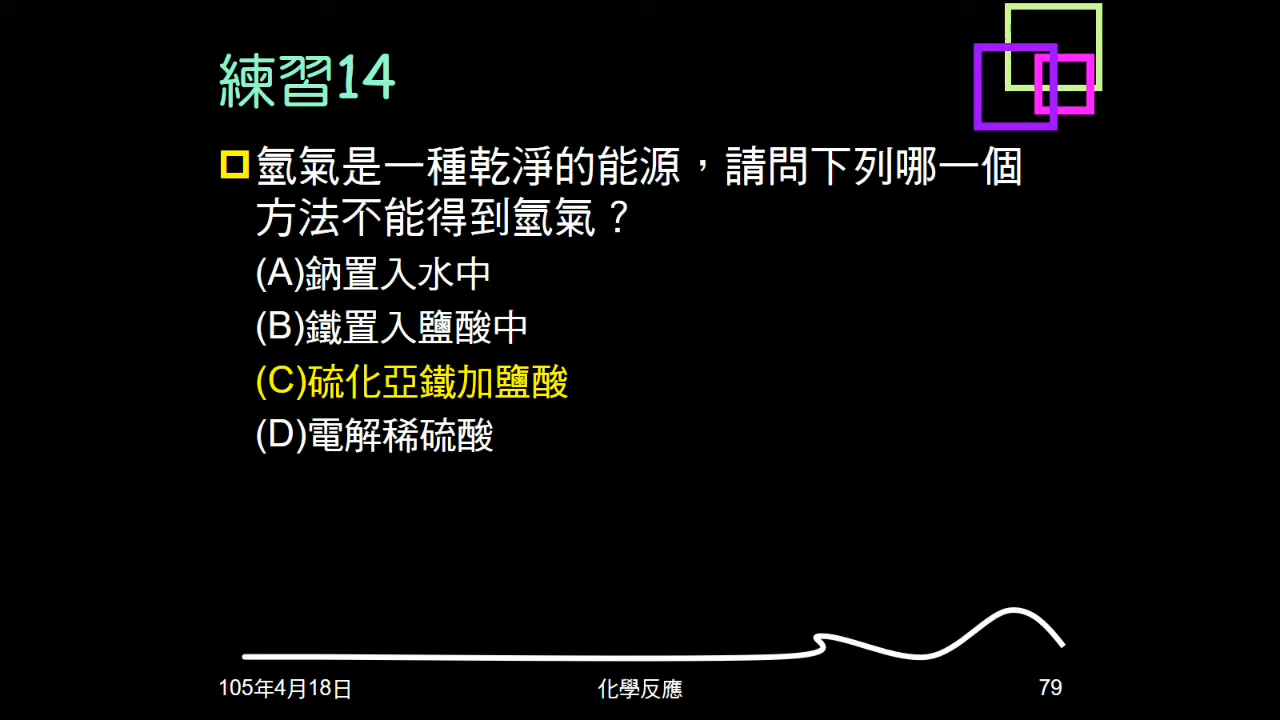 練習14
氫氣是一種乾淨的能源，請問下列哪一個
方法不能得到氫氣？
(A)鈉置入水中
(B)鐵置入鹽酸中
(C)硫化亞鐵加鹽酸
(D)電解稀硫酸
105年4月18日
化學反應
79